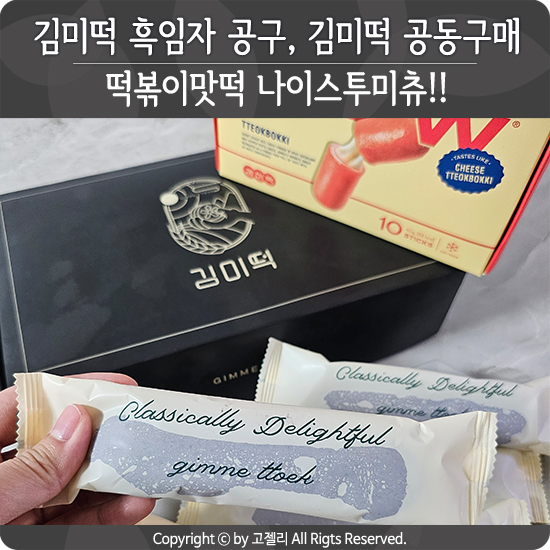 김미떡 흑임자 공구, 김미떡 공동구매
떡볶이맛떡 나이스투미츄!!
TTEOKBOKKI
W®
TASTES LIKE
CHEESE
TTEOKBOKKI
10 STICKS
김미떡
GIMME
Classically Delightful
gimme ttoek
Classically Delightful
gimme ttoek
Copyright ⓒ by 고젤리 All Rigts Reserved.